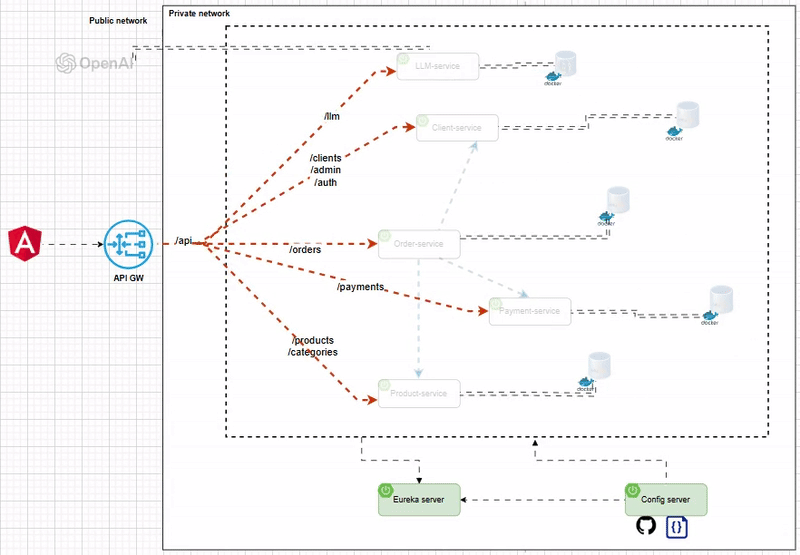 Public network
Private network
OpenAI
LLM-service
docker
/llm
Client-service
docker
/clients
/admin
/auth
docker
/api
/orders
Order-service
API GW
/payments
Payment-service
docker
/products
/categories
docker
Product-service
Eureka server
Config server